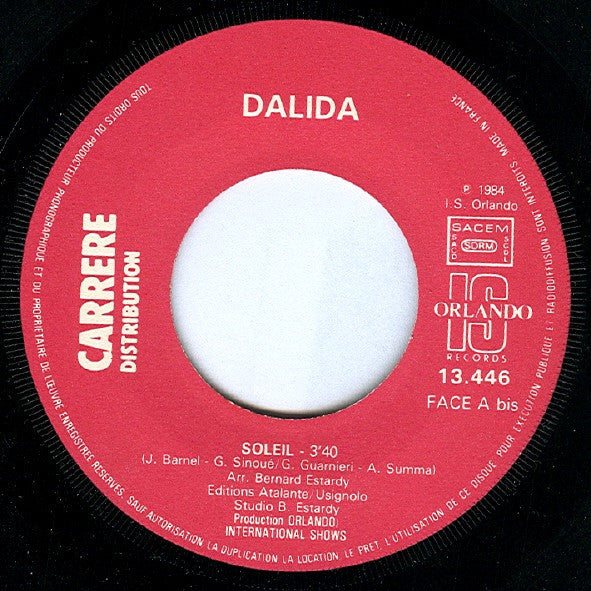 DALIDA
℗ 1984
I.S. Orlando
SACEM
SACD
SDRM
SCPL
IS
ORLANDO
RECORDS
13.446
FACE A bis
CARRERE
DISTRIBUTION
SOLEIL - 3'40
(J. Barnel - G. Sinoué/G. Guarnieri - A. Summa)
Arr. Bernard Estardy
Editions Atalante/Usignolo
Studio B. Estardy
Production ORLANDO/
INTERNATIONAL SHOWS
TOUS DROITS DU PRODUCTEUR PHONOGRAPHIQUE ET DU PROPRIETAIRE DE L'ŒUVRE ENREGISTREE RESERVES. SAUF AUTORISATION LA DUPLICATION, LA LOCATION, LE PRET, L'UTILISATION DE CE DISQUE POUR EXECUTION PUBLIQUE ET RADIODIFFUSION SONT INTERDITS MADE IN FRANCE